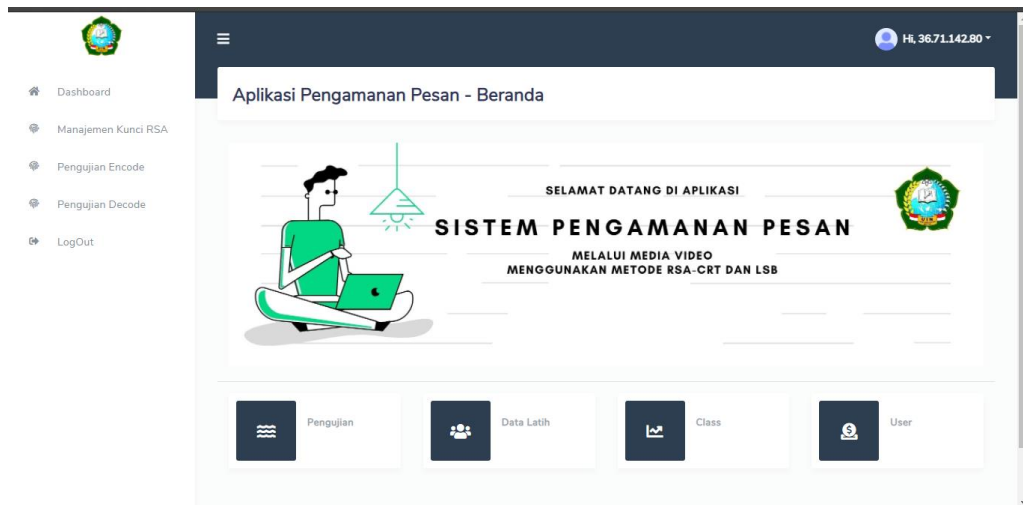 Hi, 36.71.142.80
Dashboard
Manajemen Kunci RSA
Pengujian Encode
Pengujian Decode
LogOut
Aplikasi Pengamanan Pesan - Beranda
SELAMAT DATANG DI APLIKASI
SISTEM PENGAMANAN PESAN
MELALUI MEDIA VIDEO
MENGGUNAKAN METODE RSA-CRT DAN LSB
Pengujian
Data Latih
Class
User